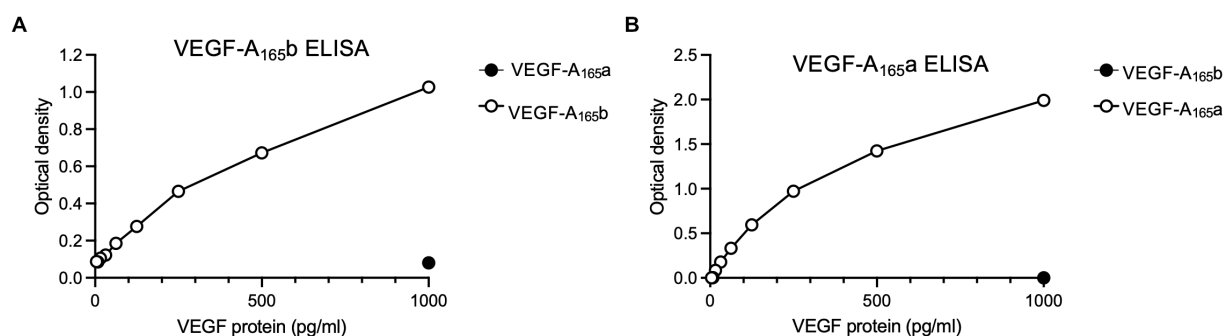 A
VEGF-A165b ELISA
Optical density
1.2
1.0
0.8
0.6
0.4
0.2
0.0
0
500
1000
VEGF protein (pg/ml)
VEGF-A165a
VEGF-A165b
B
VEGF-A165a ELISA
Optical density
2.5
2.0
1.5
1.0
0.5
0.0
0
500
1000
VEGF protein (pg/ml)
VEGF-A165b
VEGF-A165a